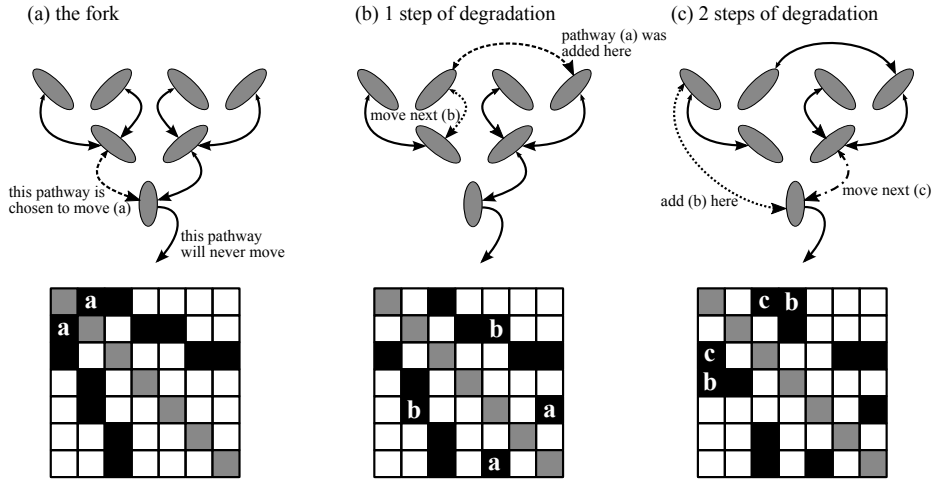 (a) the fork
(b) 1 step of degradation
(c) 2 steps of degradation
pathway (a) was
added here
move next (b)
this pathway is
chosen to move (a)
this pathway
will never move
add (b) here
move next (c)
a
a
b
b
a
a
c b
c
b